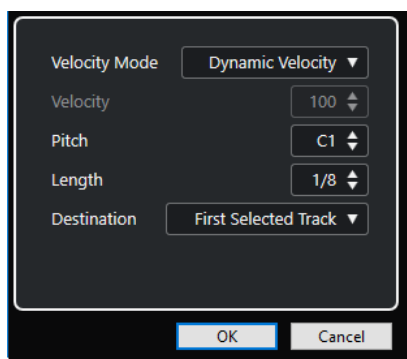 Velocity Mode Dynamic Velocity
Velocity 100
Pitch C1
Length 1/8
Destination First Selected Track
OK Cancel